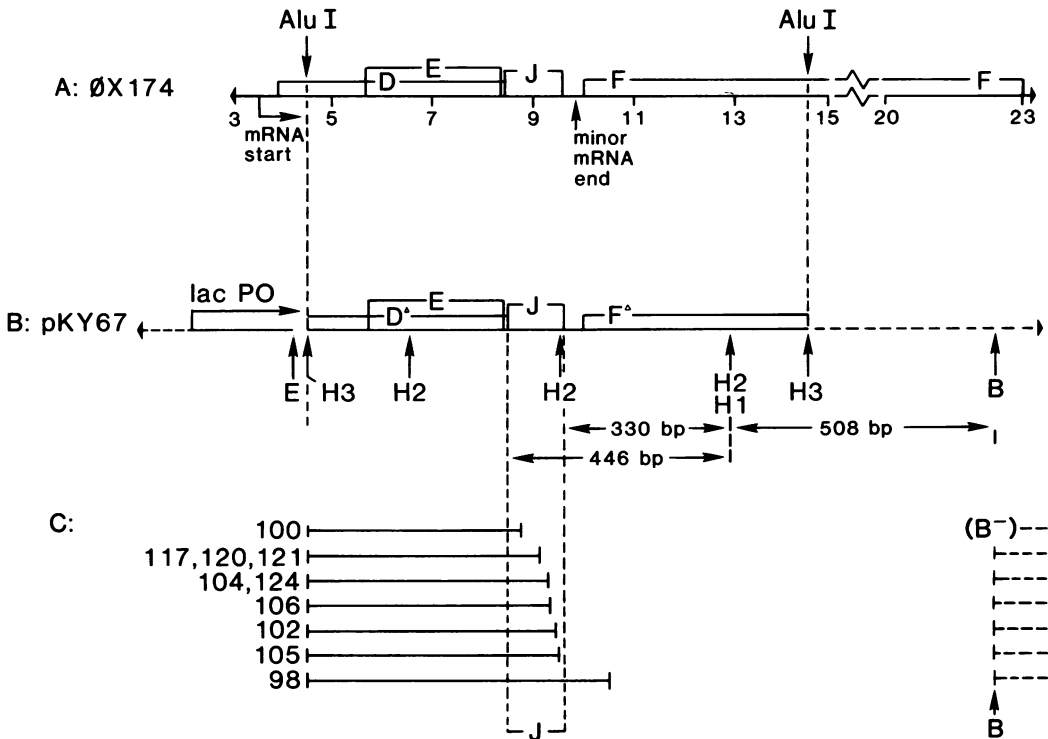 Alu I Alu I
A: ØX174 D E J F F
3 5 7 9 11 13 15 20 23
mRNA start
minor mRNA end
lac PO
B: pKY67 D△ E J F△
E H3 H2 H2 H2 H1 H3 B
330 bp 508 bp
446 bp
C:
100 (B⁻)
117,120,121
104,124
106
102
105
98
J B